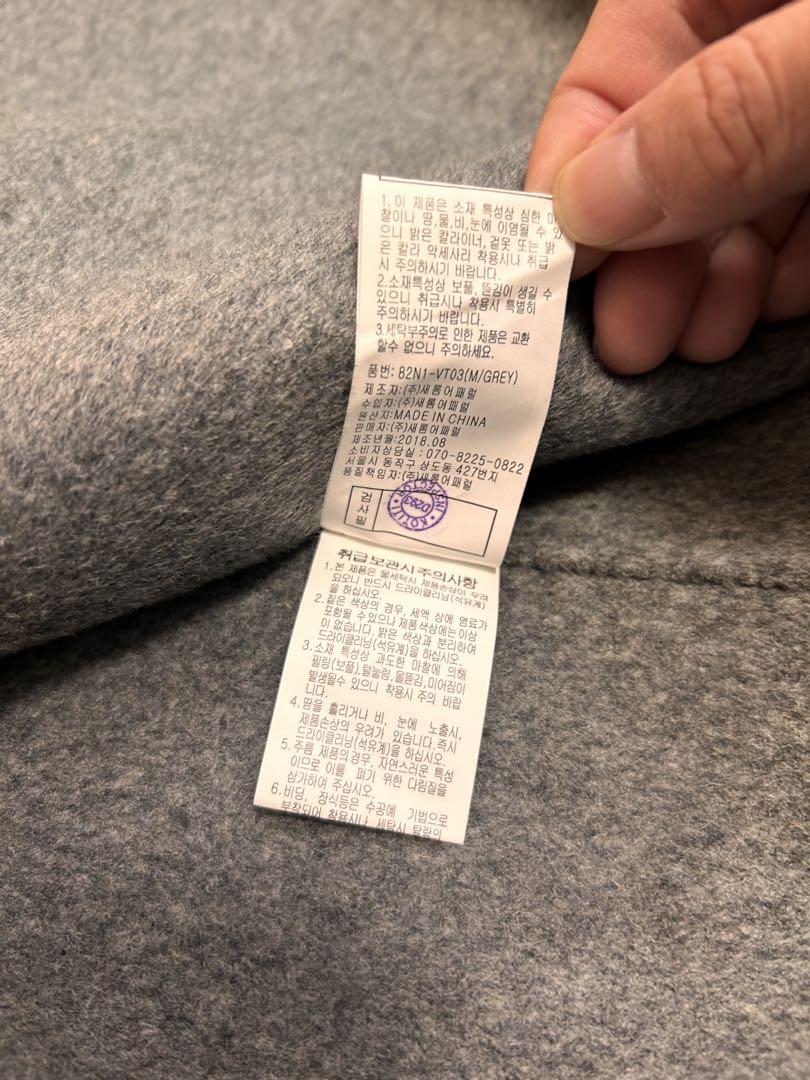 1. 이 제품은 소재 특성상 심한 마
찰이나 땀,물,비,눈에 이염될 수 있
으니 밝은 칼라이너, 겉옷 또는 밝
은 칼라 악세사리 착용시나 취급
시 주의하시기 바랍니다.
2.소재특성상 보풀, 뜯김이 생길 수
있으니 취급시나 착용시 특별히
주의하시기 바랍니다.
3.세탁부주의로 인한 제품은 교환
할수 없으니 주의하세요.
품번: 82N1-VT03(M/GREY)
제조자:(주)새롬어패럴
수입자:(주)새롬어패럴
원산지:MADE IN CHINA
판매자:(주)새롬어패럴
제조년월:2018.08
소비자상담실 : 070-8225-0822
서울시 동작구 상도동 427번지
품질책임자:(주)새롬어패럴
검사필
KOTITI
D293
취급보관시주의사항
1.본 제품은 물세탁시 제품손상이 우려
되오니 반드시 드라이크리닝(석유계)
을 하십시오.
2.짙은 색상의 경우, 세액 상에 염료가
포함될 수 있으나 제품 색상에는 이상
이 없습니다. 밝은 색상과 분리하여
드라이클리닝(석유계)을 하십시오.
3.소재 특성상 과도한 마찰에 의해
필링(보풀),털눌림,올뜯김,미어짐이
발생될수 있으니 착용시 주의 바랍
니다.
4.땀을 흘리거나 비, 눈에 노출시,
제품손상의 우려가 있습니다.즉시
드라이클리닝(석유계)을 하십시오.
5.주름 제품의 경우, 자연스러운 특성
이므로 이를 펴기 위한 다림질을
삼가하여 주십시오.
6.비딩, 장식등은 수공예 기법으로
부착되어 착용시나 세탁시 탈락의